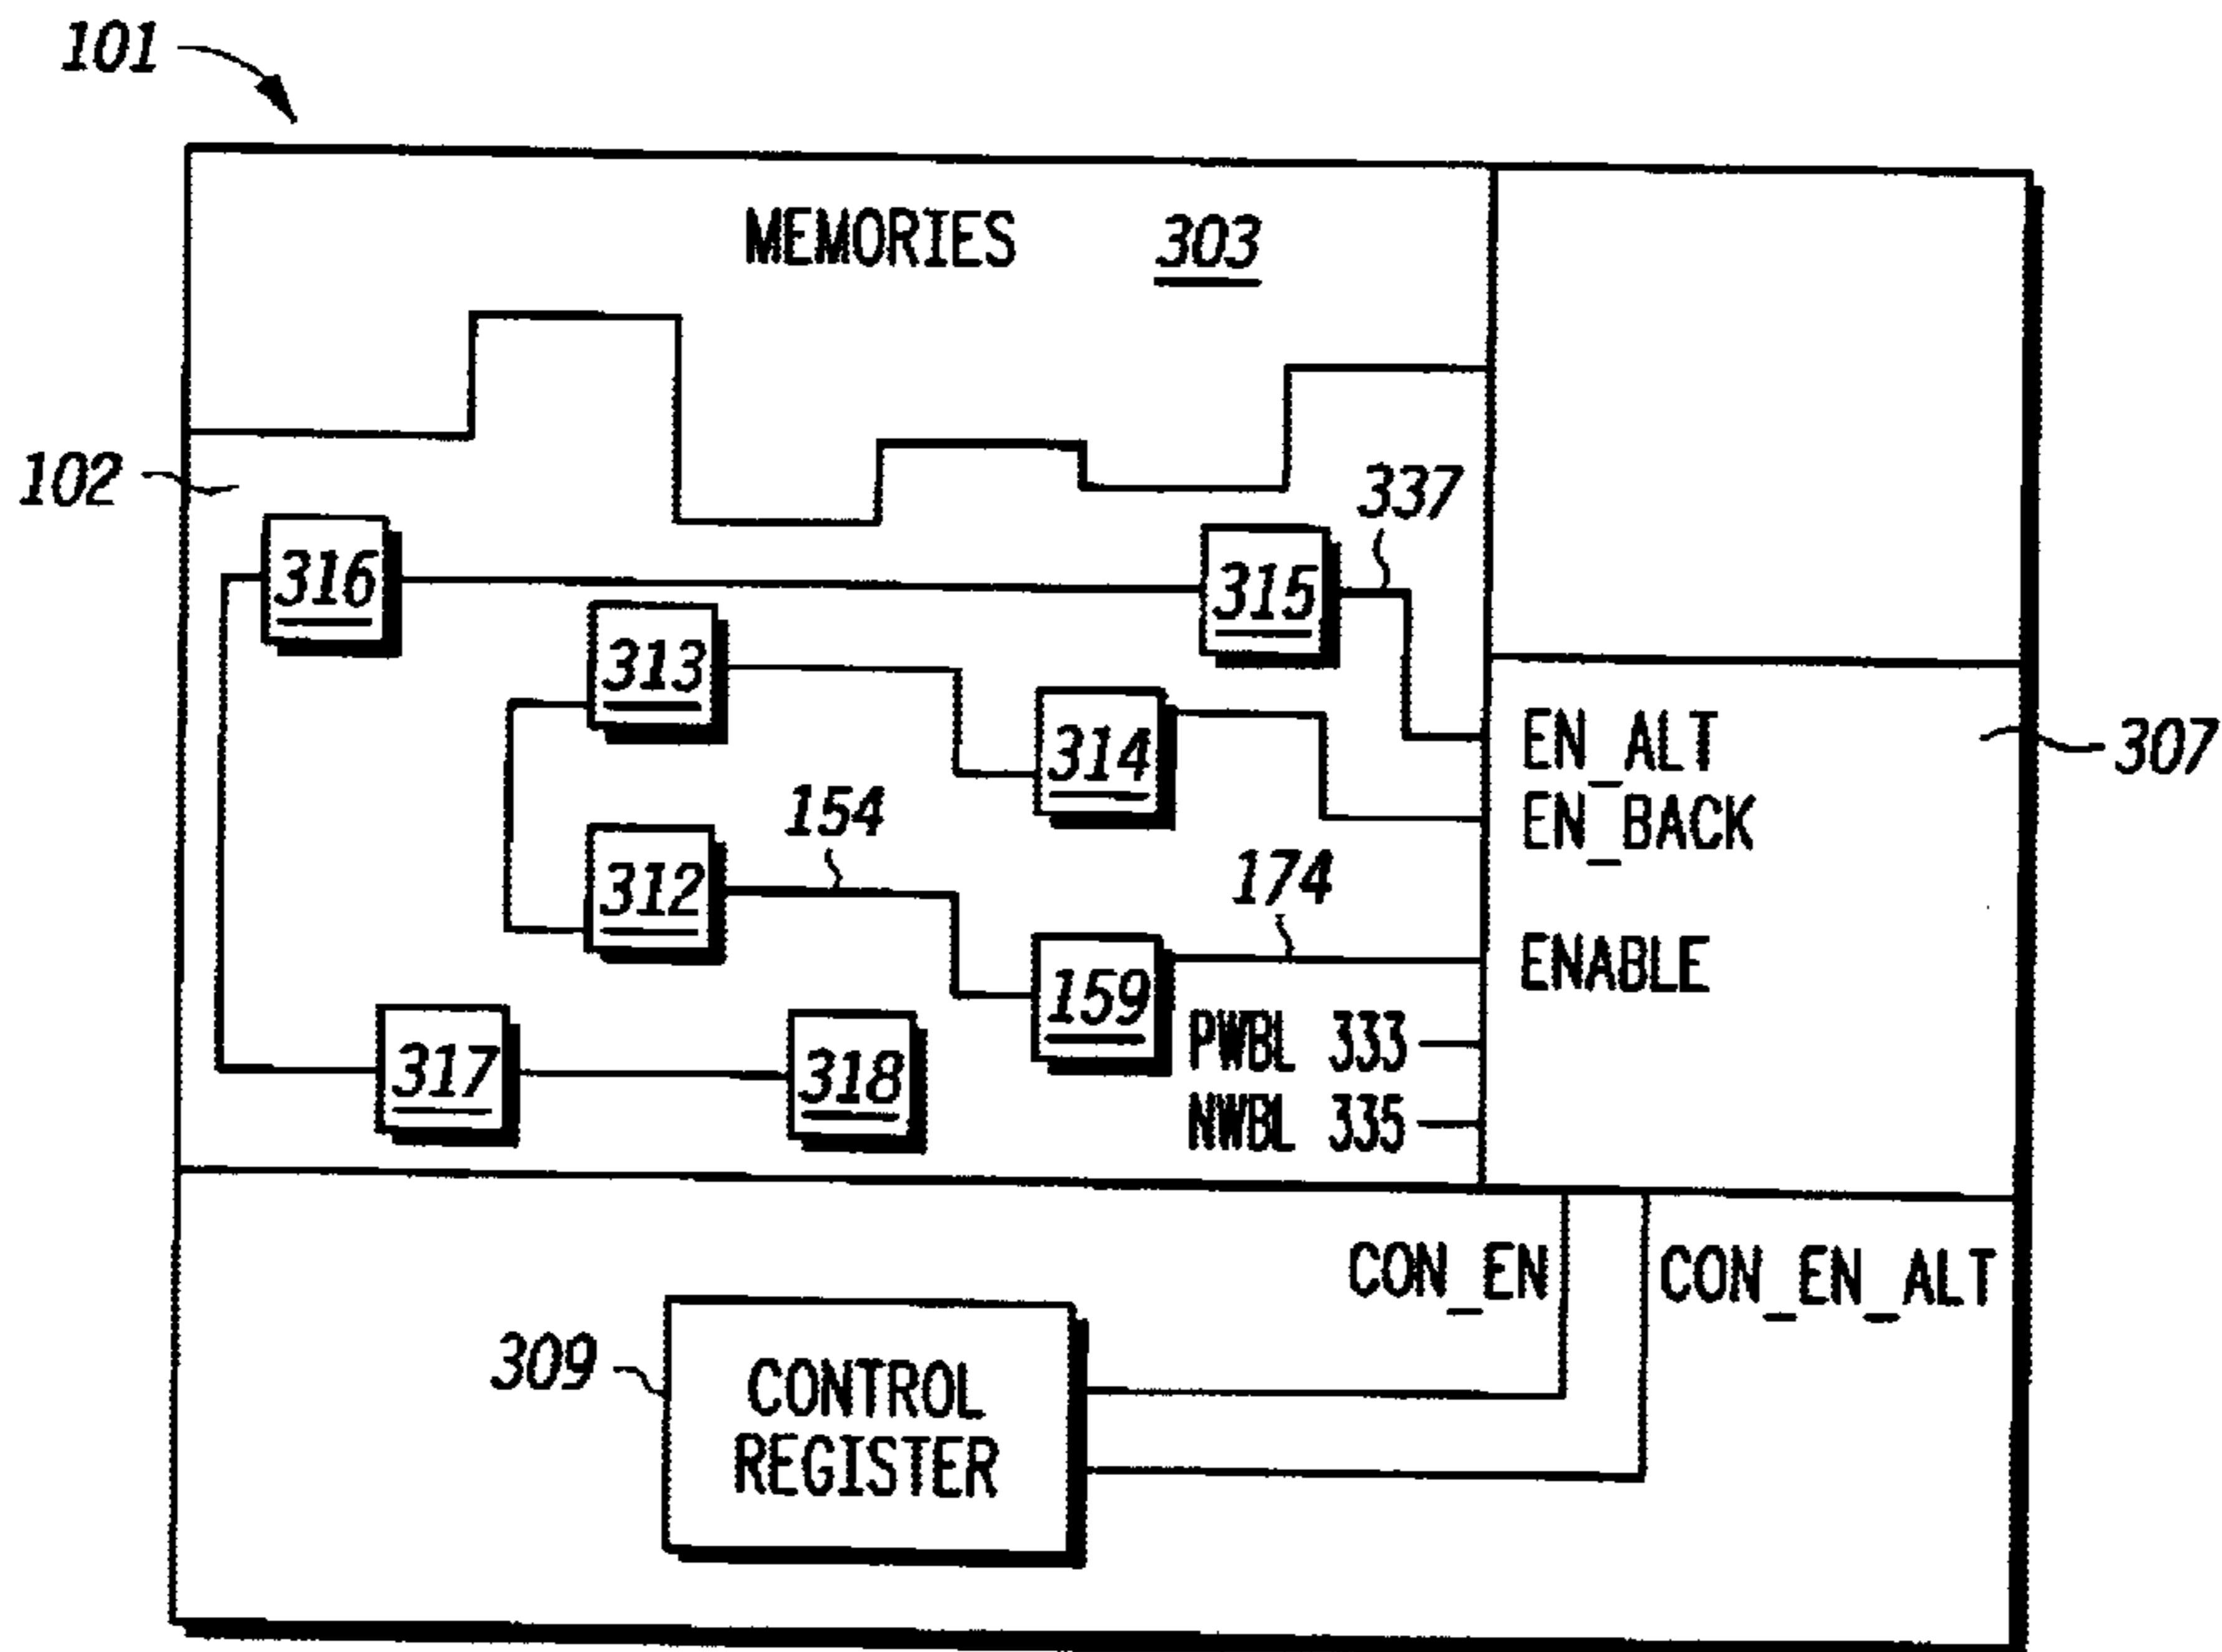 101
MEMORIES 303
102
337
316
315
313
314
EN_ALT
307
EN_BACK
154
312
174
ENABLE
159
PWBL 333
317
318
NWBL 335
CON_EN
CON_EN_ALT
309
CONTROL
REGISTER